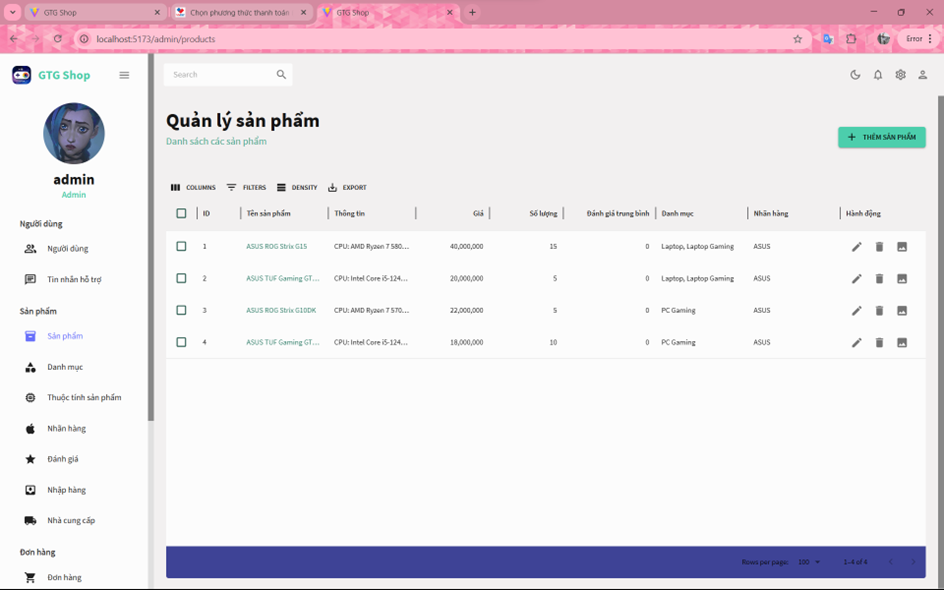 GTG Shop
Chọn phương thức thanh toán
GTG Shop
localhost:5173/admin/products
Error
GTG Shop
Search
admin
Admin
Người dùng
Người dùng
Tin nhắn hỗ trợ
Sản phẩm
Sản phẩm
Danh mục
Thuộc tính sản phẩm
Nhãn hàng
Đánh giá
Nhập hàng
Nhà cung cấp
Đơn hàng
Đơn hàng
Quản lý sản phẩm
Danh sách các sản phẩm
THÊM SẢN PHẨM
COLUMNS FILTERS DENSITY EXPORT
ID Tên sản phẩm Thông tin Giá Số lượng Đánh giá trung bình Danh mục Nhãn hàng Hành động
1 ASUS ROG Strix G15 CPU: AMD Ryzen 7 580... 40,000,000 15 0 Laptop, Laptop Gaming ASUS
2 ASUS TUF Gaming GT... CPU: Intel Core i5-124... 20,000,000 5 0 Laptop, Laptop Gaming ASUS
3 ASUS ROG Strix G10DK CPU: AMD Ryzen 7 570... 22,000,000 5 0 PC Gaming ASUS
4 ASUS TUF Gaming GT... CPU: Intel Core i5-124... 18,000,000 10 0 PC Gaming ASUS
Rows per page: 100 1–4 of 4